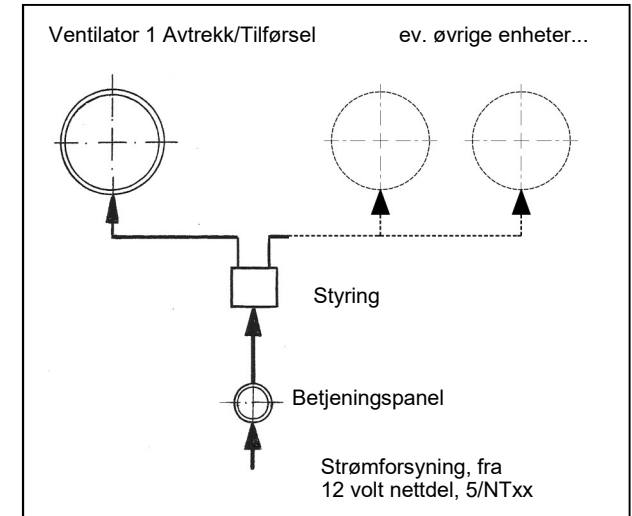 Ventilator 1 Avtrekk/Tilførsel
ev. øvrige enheter...
Styring
Betjeningspanel
Strømforsyning, fra
12 volt nettdel, 5/NTxx